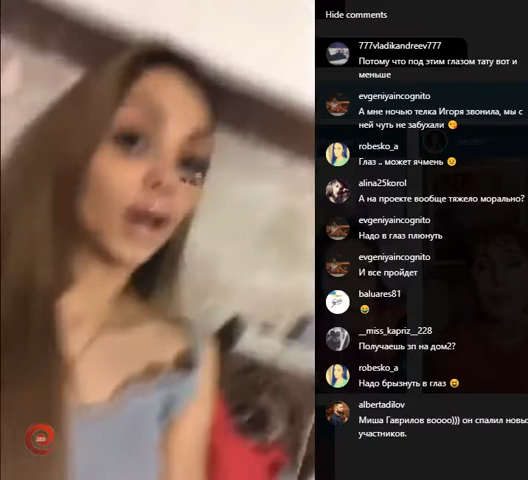 Hide comments
777vladikandreev777
Потому что под этим глазом тату вот и
меньше
evgeniyaincognito
А мне ночью телка Игоря звонила, мы с
ней чуть не забухали 😘
robesko_a
Глаз .. может ячмень 😐
alina25korol
А на проекте вообще тяжело морально?
evgeniyaincognito
Надо в глаз плюнуть
evgeniyaincognito
И все пройдет
baluares81
😅
__miss_kapriz__228
Получаешь зп на дом2?
robesko_a
Надо брызнуть в глаз 😄
albertadilov
Миша Гаврилов воооо))) он спалил новых
участников.